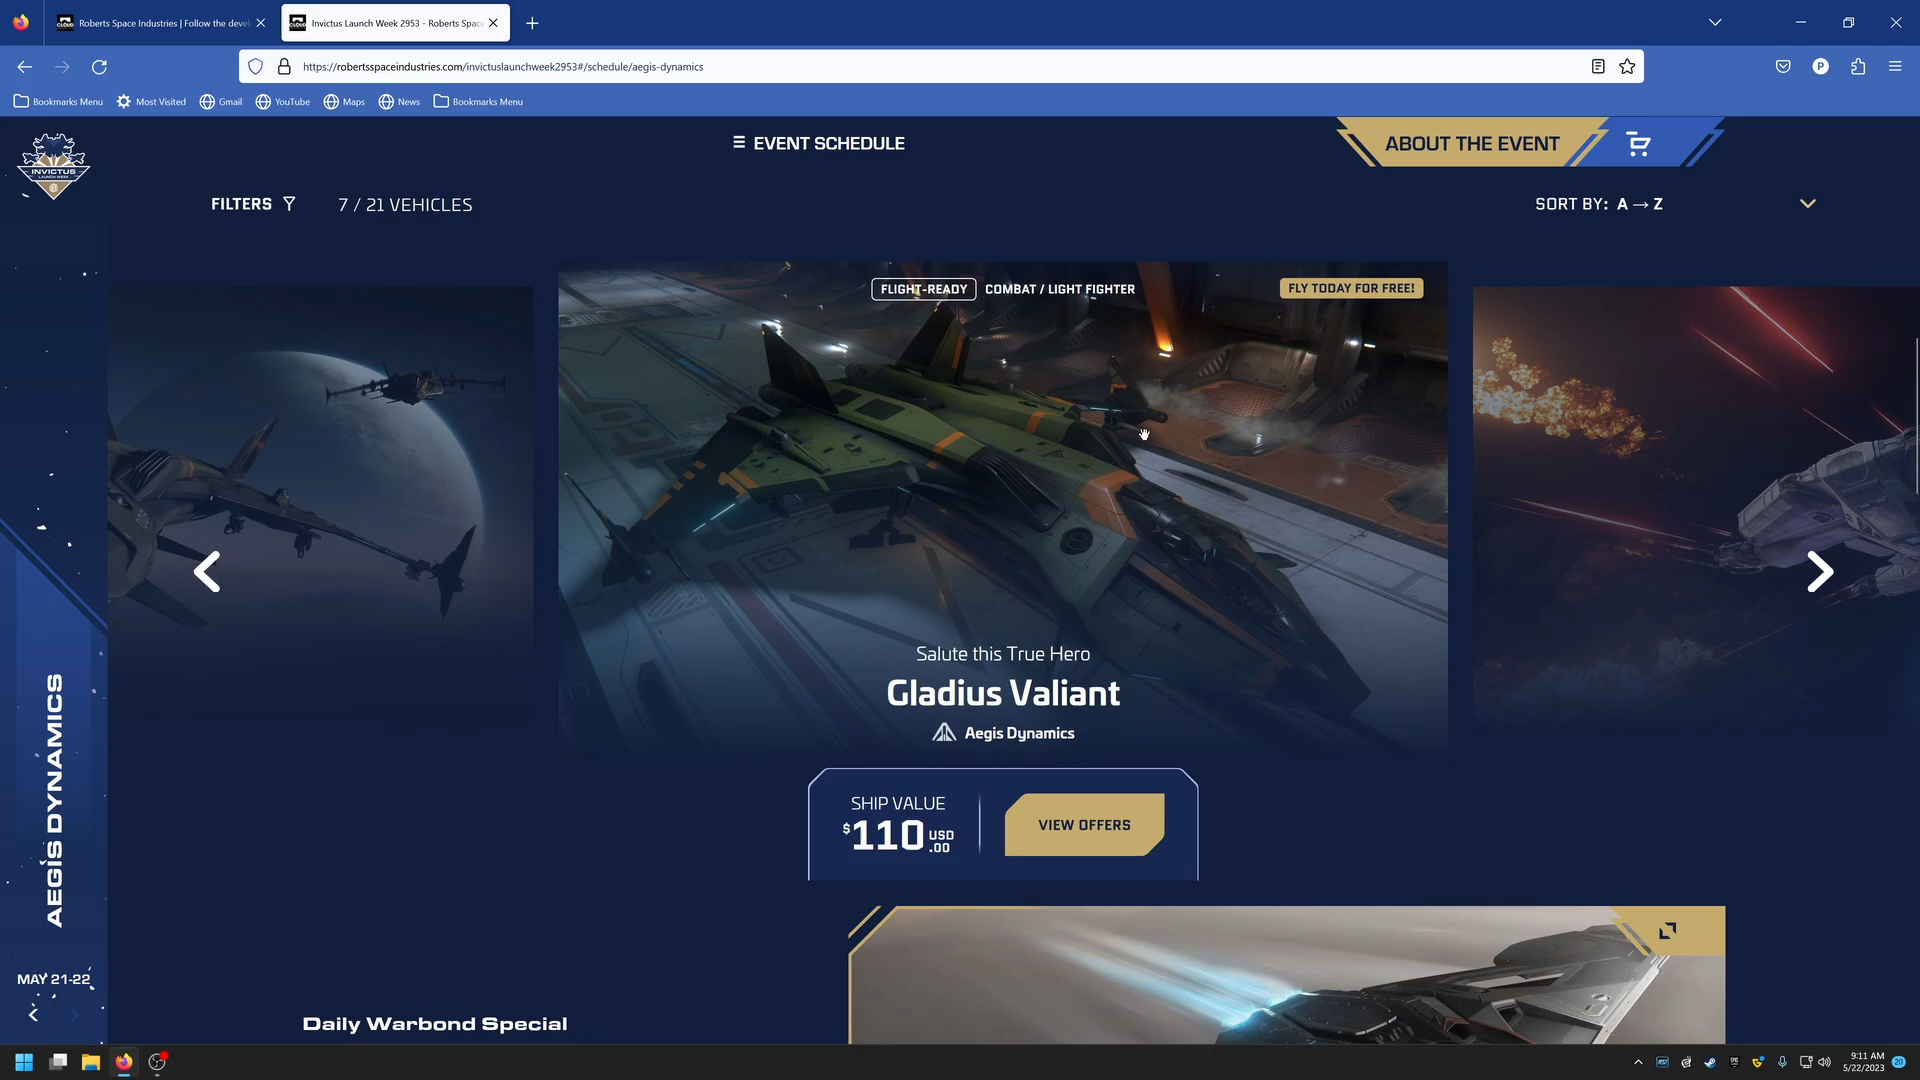 Roberts Space Industries | Follow the devel
Invictus Launch Week 2953 - Roberts Space
https://robertsspaceindustries.com/invictuslaunchweek2953#/schedule/aegis-dynamics
P
Bookmarks Menu
Most Visited
Gmail
YouTube
Maps
News
Bookmarks Menu
INVICTUS
LAUNCH WEEK
EVENT SCHEDULE
ABOUT THE EVENT
FILTERS
7 / 21 VEHICLES
SORT BY: A → Z
FLIGHT-READY
COMBAT / LIGHT FIGHTER
FLY TODAY FOR FREE!
Salute this True Hero
Gladius Valiant
Aegis Dynamics
SHIP VALUE
$110 USD .00
VIEW OFFERS
AEGIS DYNAMICS
MAY 21-22
Daily Warbond Special
9:11 AM
5/22/2023
20